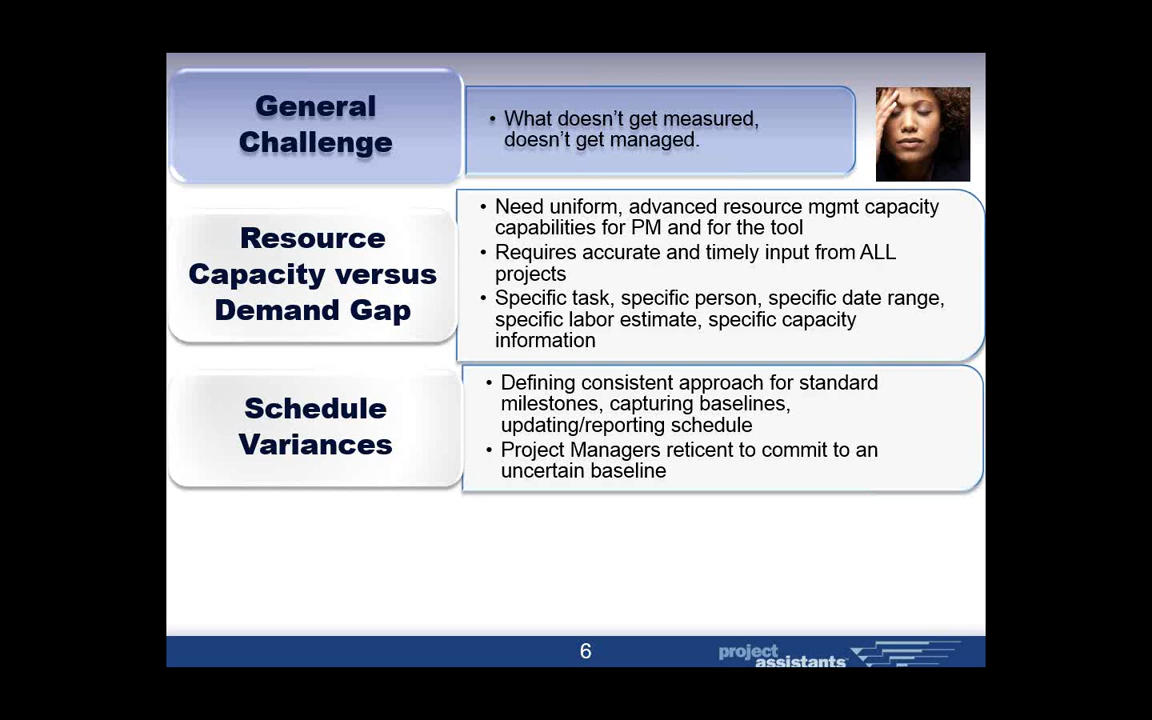 General
Challenge
• What doesn't get measured,
doesn't get managed.
Resource
Capacity versus
Demand Gap
• Need uniform, advanced resource mgmt capacity
capabilities for PM and for the tool
• Requires accurate and timely input from ALL
projects
• Specific task, specific person, specific date range,
specific labor estimate, specific capacity
information
Schedule
Variances
• Defining consistent approach for standard
milestones, capturing baselines,
updating/reporting schedule
• Project Managers reticent to commit to an
uncertain baseline
6
project
assistants™